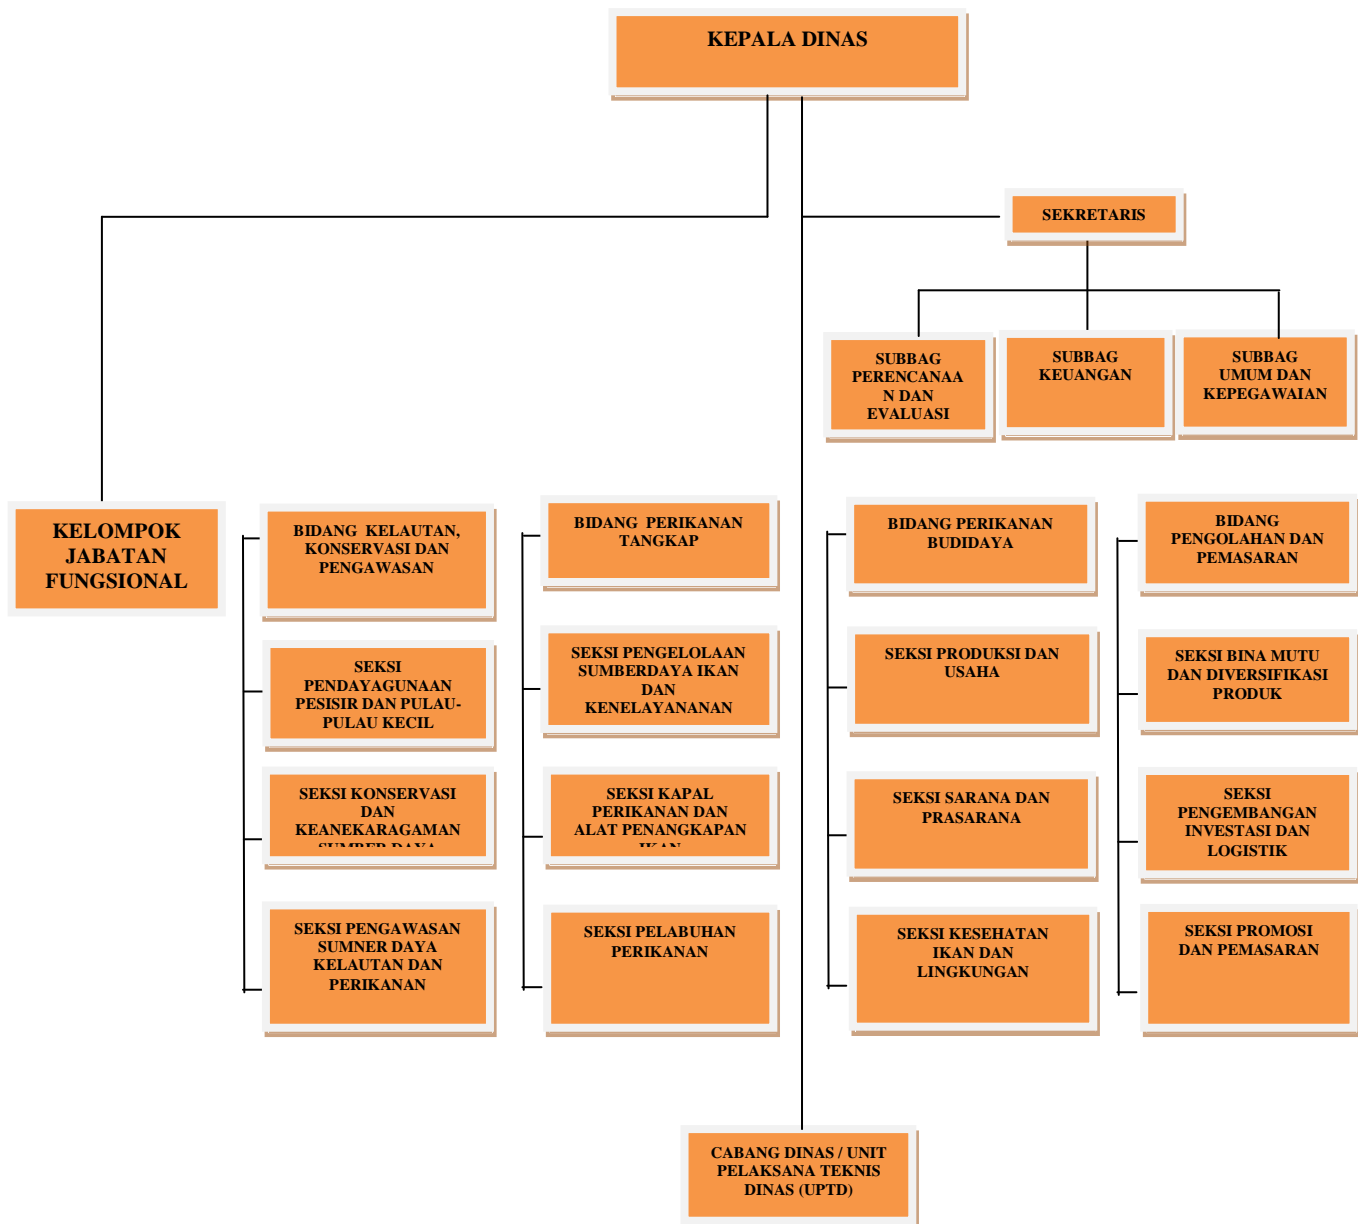 KEPALA DINAS
SEKRETARIS
SUBBAG
PERENCANAA
N DAN
EVALUASI
SUBBAG
KEUANGAN
SUBBAG
UMUM DAN
KEPEGAWAIAN
KELOMPOK
JABATAN
FUNGSIONAL
BIDANG KELAUTAN,
KONSERVASI DAN
PENGAWASAN
SEKSI
PENDAYAGUNAAN
PESISIR DAN PULAU-
PULAU KECIL
SEKSI KONSERVASI
DAN
KEANEKARAGAMAN
SUMBER DAYA
SEKSI PENGAWASAN
SUMNER DAYA
KELAUTAN DAN
PERIKANAN
BIDANG PERIKANAN
TANGKAP
SEKSI PENGELOLAAN
SUMBERDAYA IKAN
DAN
KENELAYANANAN
SEKSI KAPAL
PERIKANAN DAN
ALAT PENANGKAPAN
IKAN
SEKSI PELABUHAN
PERIKANAN
BIDANG PERIKANAN
BUDIDAYA
SEKSI PRODUKSI DAN
USAHA
SEKSI SARANA DAN
PRASARANA
SEKSI KESEHATAN
IKAN DAN
LINGKUNGAN
BIDANG
PENGOLAHAN DAN
PEMASARAN
SEKSI BINA MUTU
DAN DIVERSIFIKASI
PRODUK
SEKSI
PENGEMBANGAN
INVESTASI DAN
LOGISTIK
SEKSI PROMOSI
DAN PEMASARAN
CABANG DINAS / UNIT
PELAKSANA TEKNIS
DINAS (UPTD)